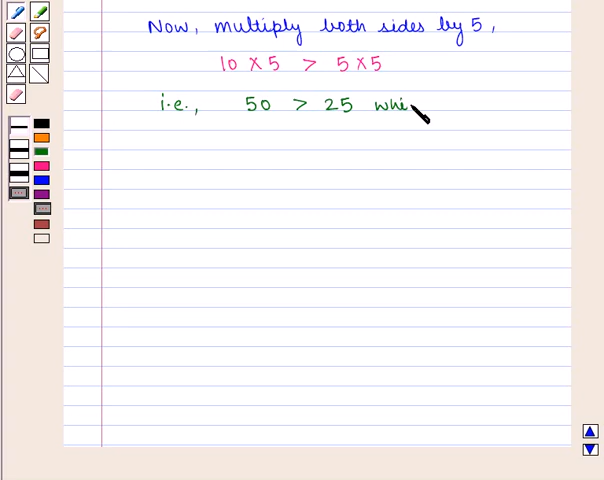 Now, multiply both sides by 5,
10 × 5 > 5 × 5
i.e., 50 > 25 whi